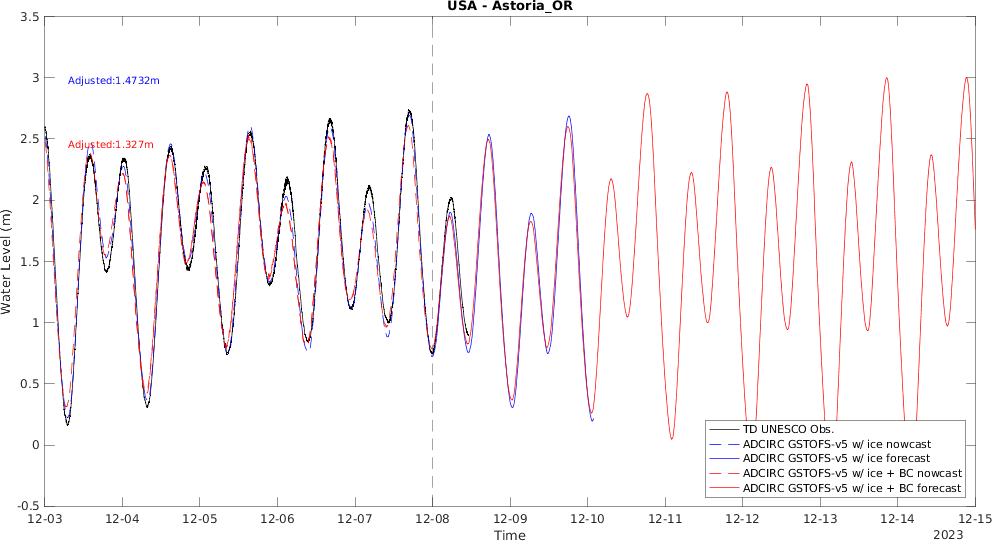 USA - Astoria_OR
3.5
3
2.5
2
1.5
1
0.5
0
-0.5
Water Level (m)
Adjusted:1.4732m
Adjusted:1.327m
TD UNESCO Obs.
ADCIRC GSTOFS-v5 w/ ice nowcast
ADCIRC GSTOFS-v5 w/ ice forecast
ADCIRC GSTOFS-v5 w/ ice + BC nowcast
ADCIRC GSTOFS-v5 w/ ice + BC forecast
12-03 12-04 12-05 12-06 12-07 12-08 12-09 12-10 12-11 12-12 12-13 12-14 12-15
Time
2023